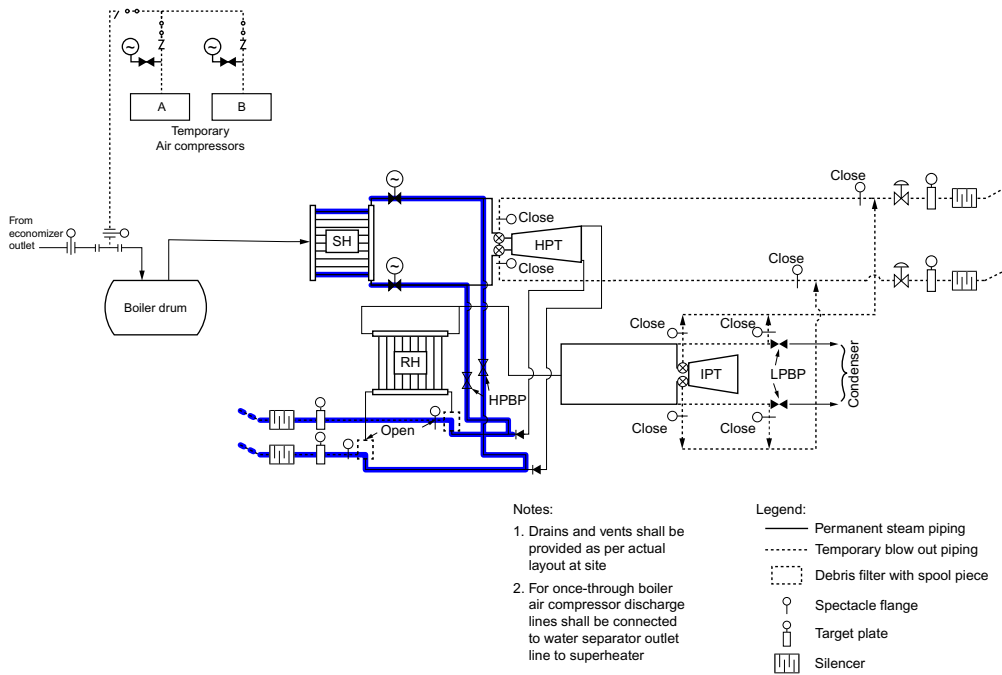 A
B
Temporary
Air compressors
From
economizer
outlet
Boiler drum
SH
Close
HPT
Close
Close
Close
RH
HPBP
Open
Close
Close
IPT
LPBP
Close
Close
Condenser
Notes:
1. Drains and vents shall be
provided as per actual
layout at site
2. For once-through boiler
air compressor discharge
lines shall be connected
to water separator outlet
line to superheater
Legend:
Permanent steam piping
Temporary blow out piping
Debris filter with spool piece
Spectacle flange
Target plate
Silencer